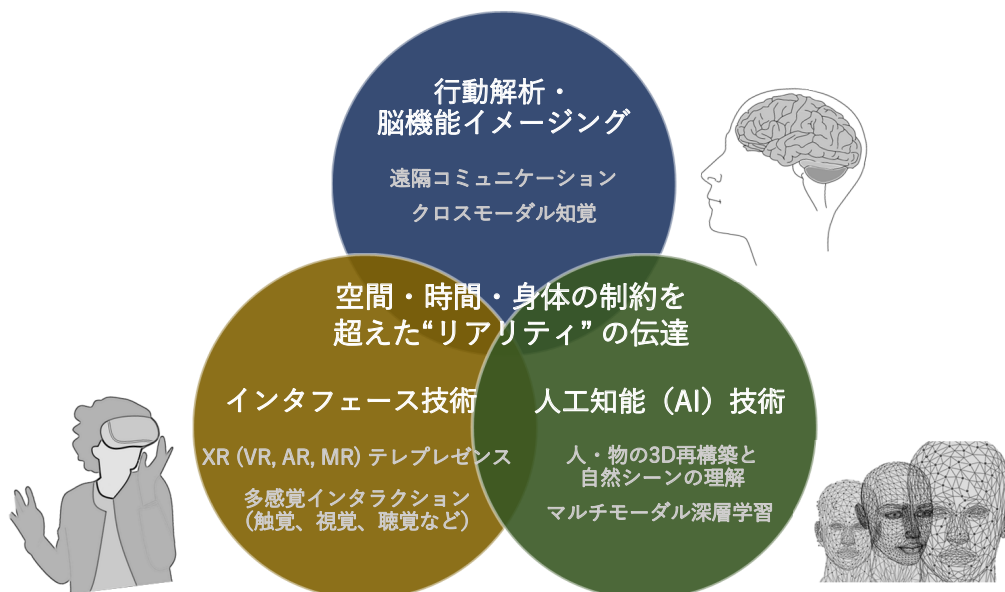 行動解析・
脳機能イメージング
遠隔コミュニケーション
クロスモーダル知覚
空間・時間・身体の制約を
超えた“リアリティ” の伝達
インタフェース技術
XR (VR, AR, MR) テレプレゼンス
多感覚インタラクション
（触覚、視覚、聴覚など）
人工知能（AI）技術
人・物の3D再構築と
自然シーンの理解
マルチモーダル深層学習